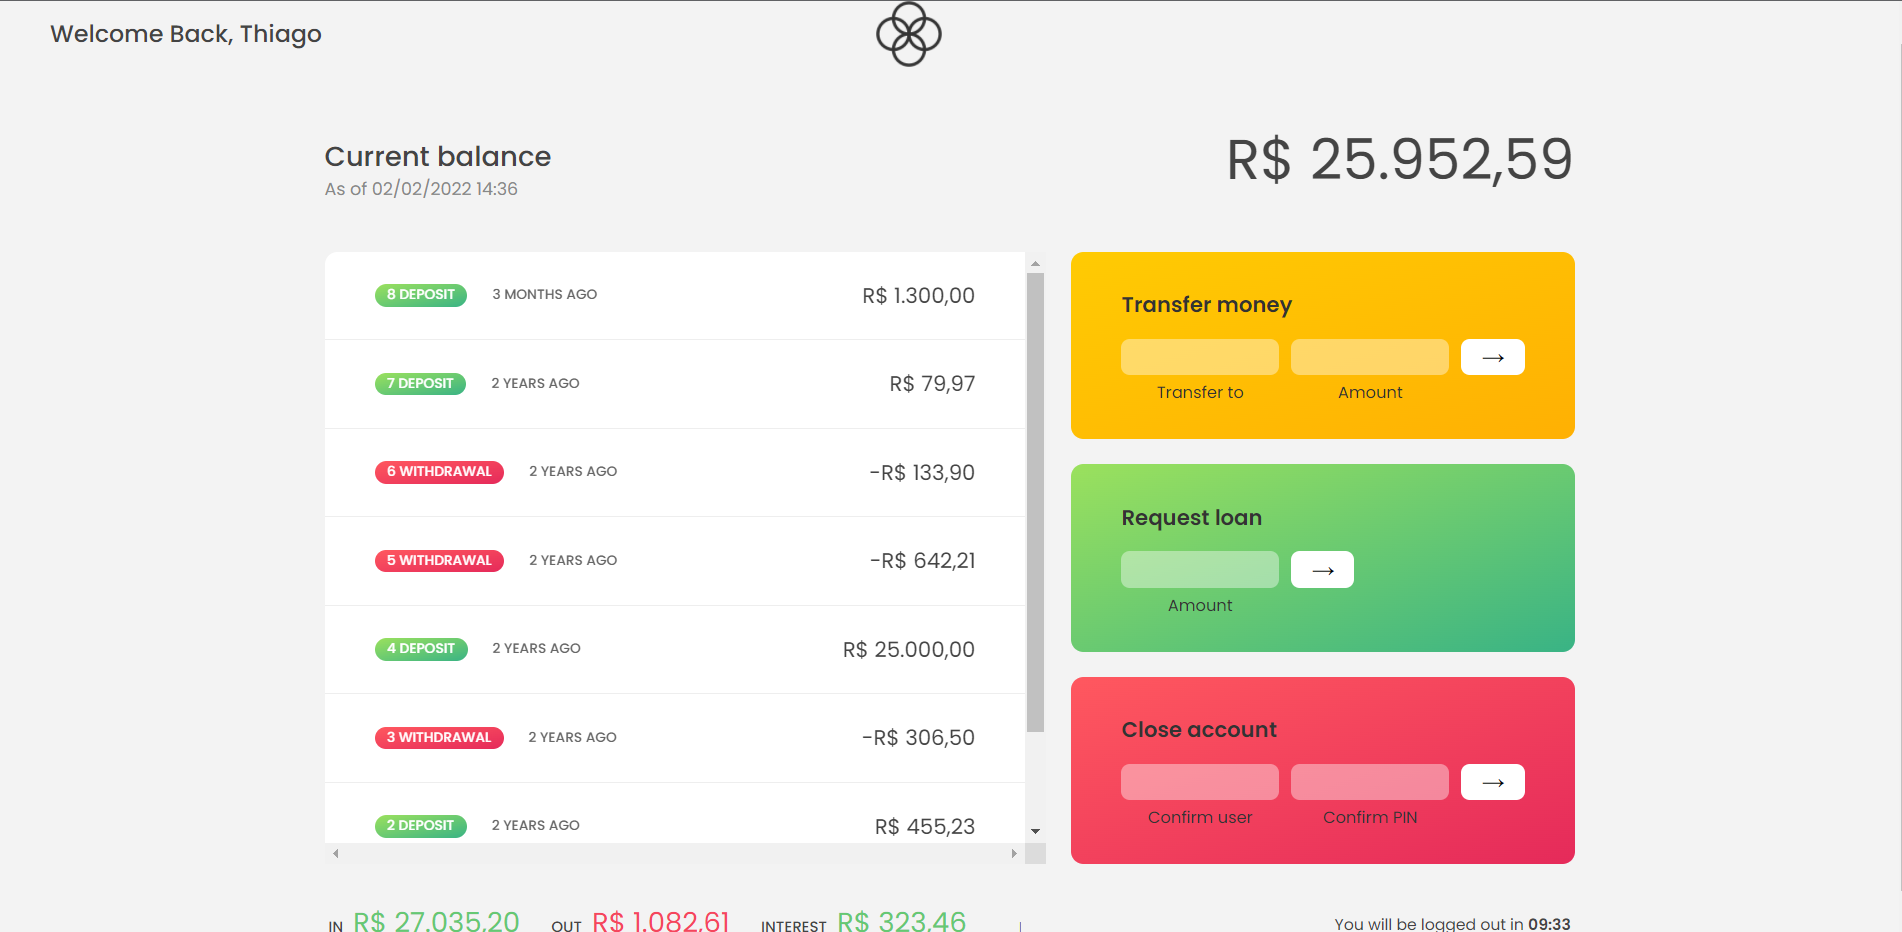 Welcome Back, Thiago
Current balance
As of 02/02/2022 14:36
R$ 25.952,59
8 DEPOSIT 3 MONTHS AGO R$ 1.300,00
7 DEPOSIT 2 YEARS AGO R$ 79,97
6 WITHDRAWAL 2 YEARS AGO -R$ 133,90
5 WITHDRAWAL 2 YEARS AGO -R$ 642,21
4 DEPOSIT 2 YEARS AGO R$ 25.000,00
3 WITHDRAWAL 2 YEARS AGO -R$ 306,50
2 DEPOSIT 2 YEARS AGO R$ 455,23
Transfer money
→
Transfer to Amount
Request loan
→
Amount
Close account
→
Confirm user Confirm PIN
IN R$ 27.035,20 OUT R$ 1.082,61 INTEREST R$ 323,46
You will be logged out in 09:33